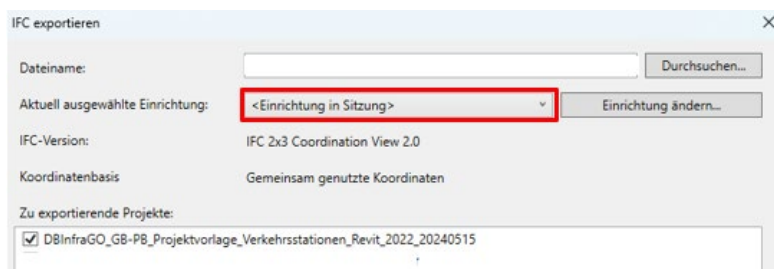 IFC exportieren
Dateiname: Durchsuchen...
Aktuell ausgewählte Einrichtung: <Einrichtung in Sitzung> Einrichtung ändern...
IFC-Version: IFC 2x3 Coordination View 2.0
Koordinatenbasis Gemeinsam genutzte Koordinaten
Zu exportierende Projekte:
DBInfraGO_GB-PB_Projektvorlage_Verkehrsstationen_Revit_2022_20240515